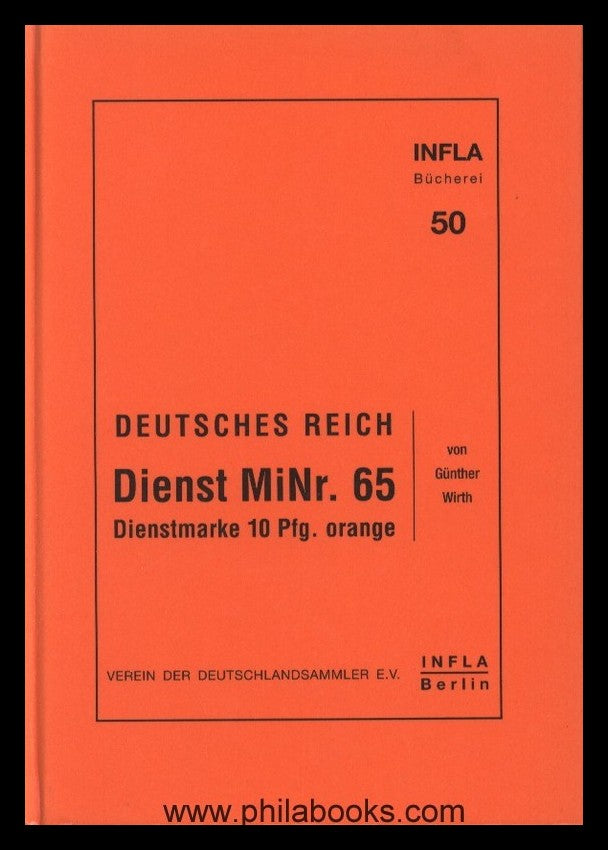 INFLA
Bücherei
50
DEUTSCHES REICH
Dienst MiNr. 65
Dienstmarke 10 Pfg. orange
von
Günther
Wirth
VEREIN DER DEUTSCHLANDSAMMLER E.V.
INFLA
Berlin
www.philabooks.com